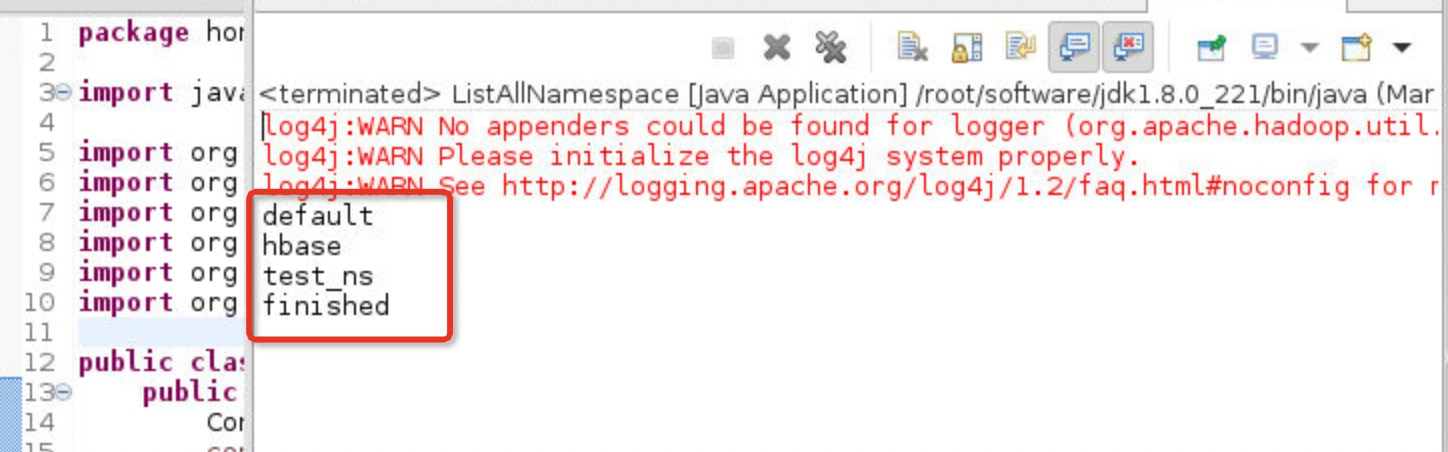 1 package
2
3 import java
4
5 import org
6 import org
7 import org
8 import org
9 import org
10 import org
11
12 public
13 public
14
15
<terminated> ListAllNamespace [Java Application] /root/software/jdk1.8.0_221/bin/java (Mar
log4j:WARN No appenders could be found for logger (org.apache.hadoop.util.
log4j:WARN Please initialize the log4j system properly.
log4j:WARN See http://logging.apache.org/log4j/1.2/faq.html#noconfig for
default
hbase
test_ns
finished